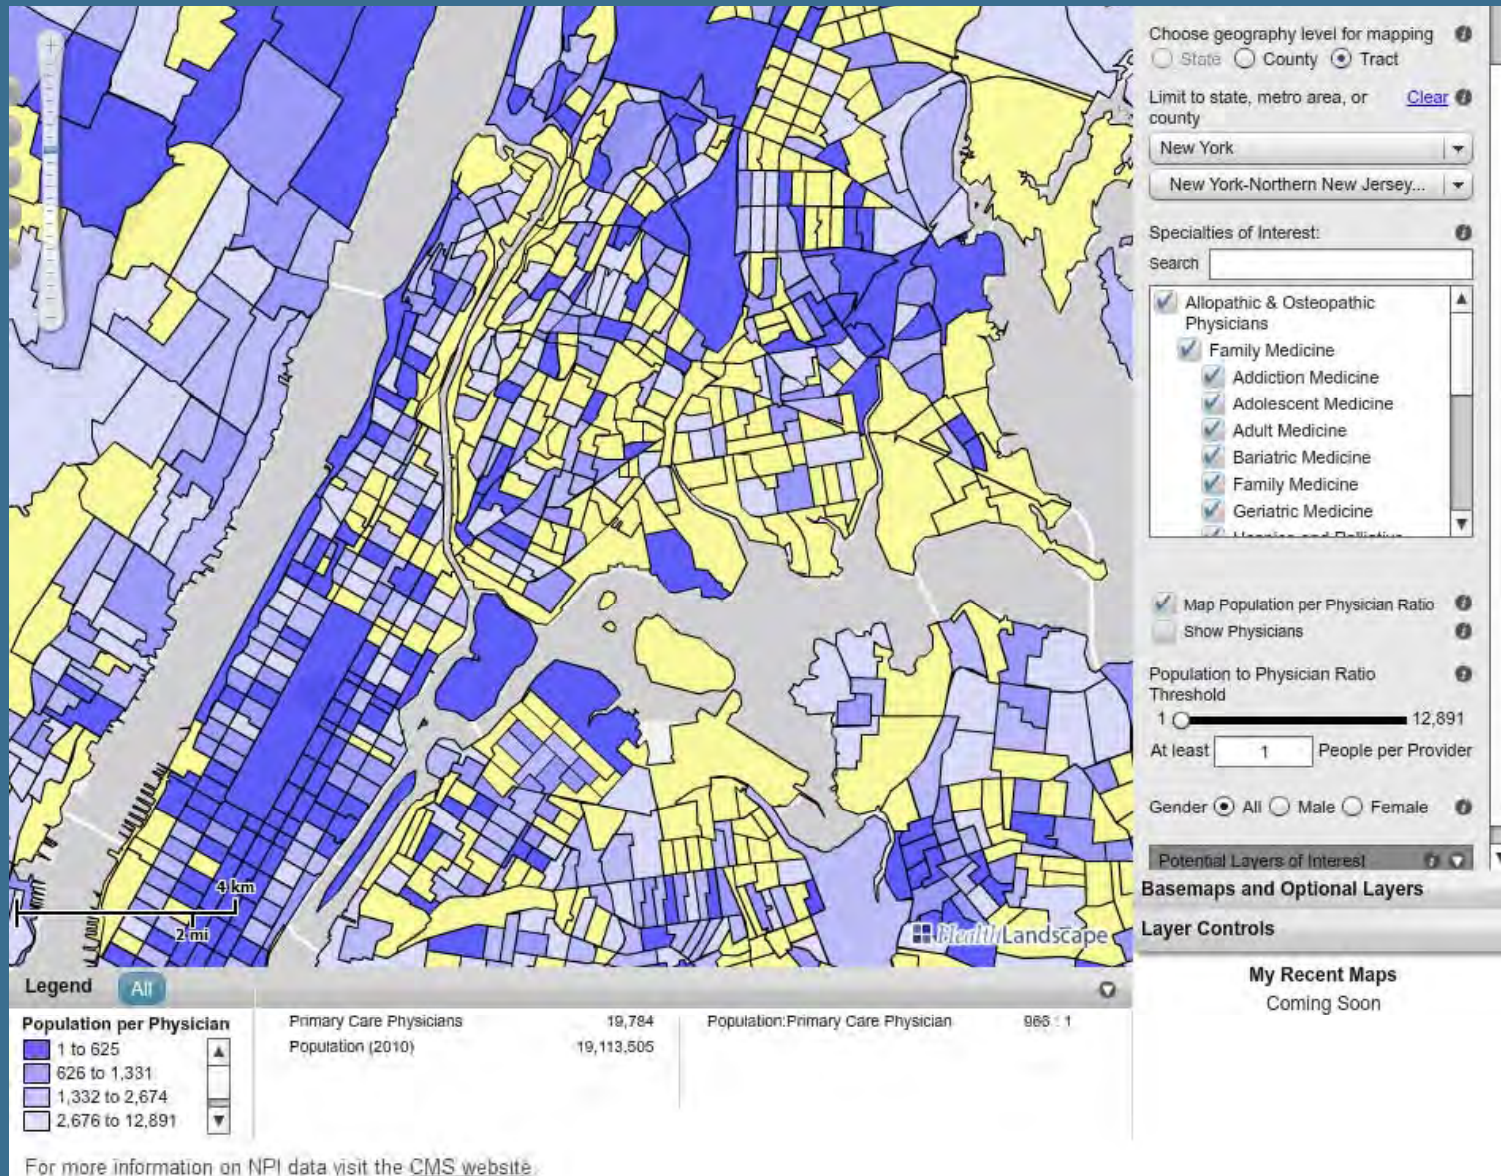 Choose geography level for mapping
State County Tract
Limit to state, metro area, or Clear
county
New York
New York-Northern New Jersey...
Specialties of Interest:
Search
Allopathic & Osteopathic
Physicians
Family Medicine
Addiction Medicine
Adolescent Medicine
Adult Medicine
Bariatric Medicine
Family Medicine
Geriatric Medicine
Hospice and Palliative
Map Population per Physician Ratio
Show Physicians
Population to Physician Ratio
Threshold
1 12,891
At least 1 People per Provider
Gender All Male Female
Potential Layers of Interest
Basemaps and Optional Layers
Layer Controls
My Recent Maps
Coming Soon
4 km
2 mi
HealthLandscape
Legend All
Population per Physician
1 to 625
626 to 1,331
1,332 to 2,674
2,676 to 12,891
Primary Care Physicians 19,784
Population (2010) 19,113,505
Population:Primary Care Physician 966 : 1
For more information on NPI data visit the CMS website.